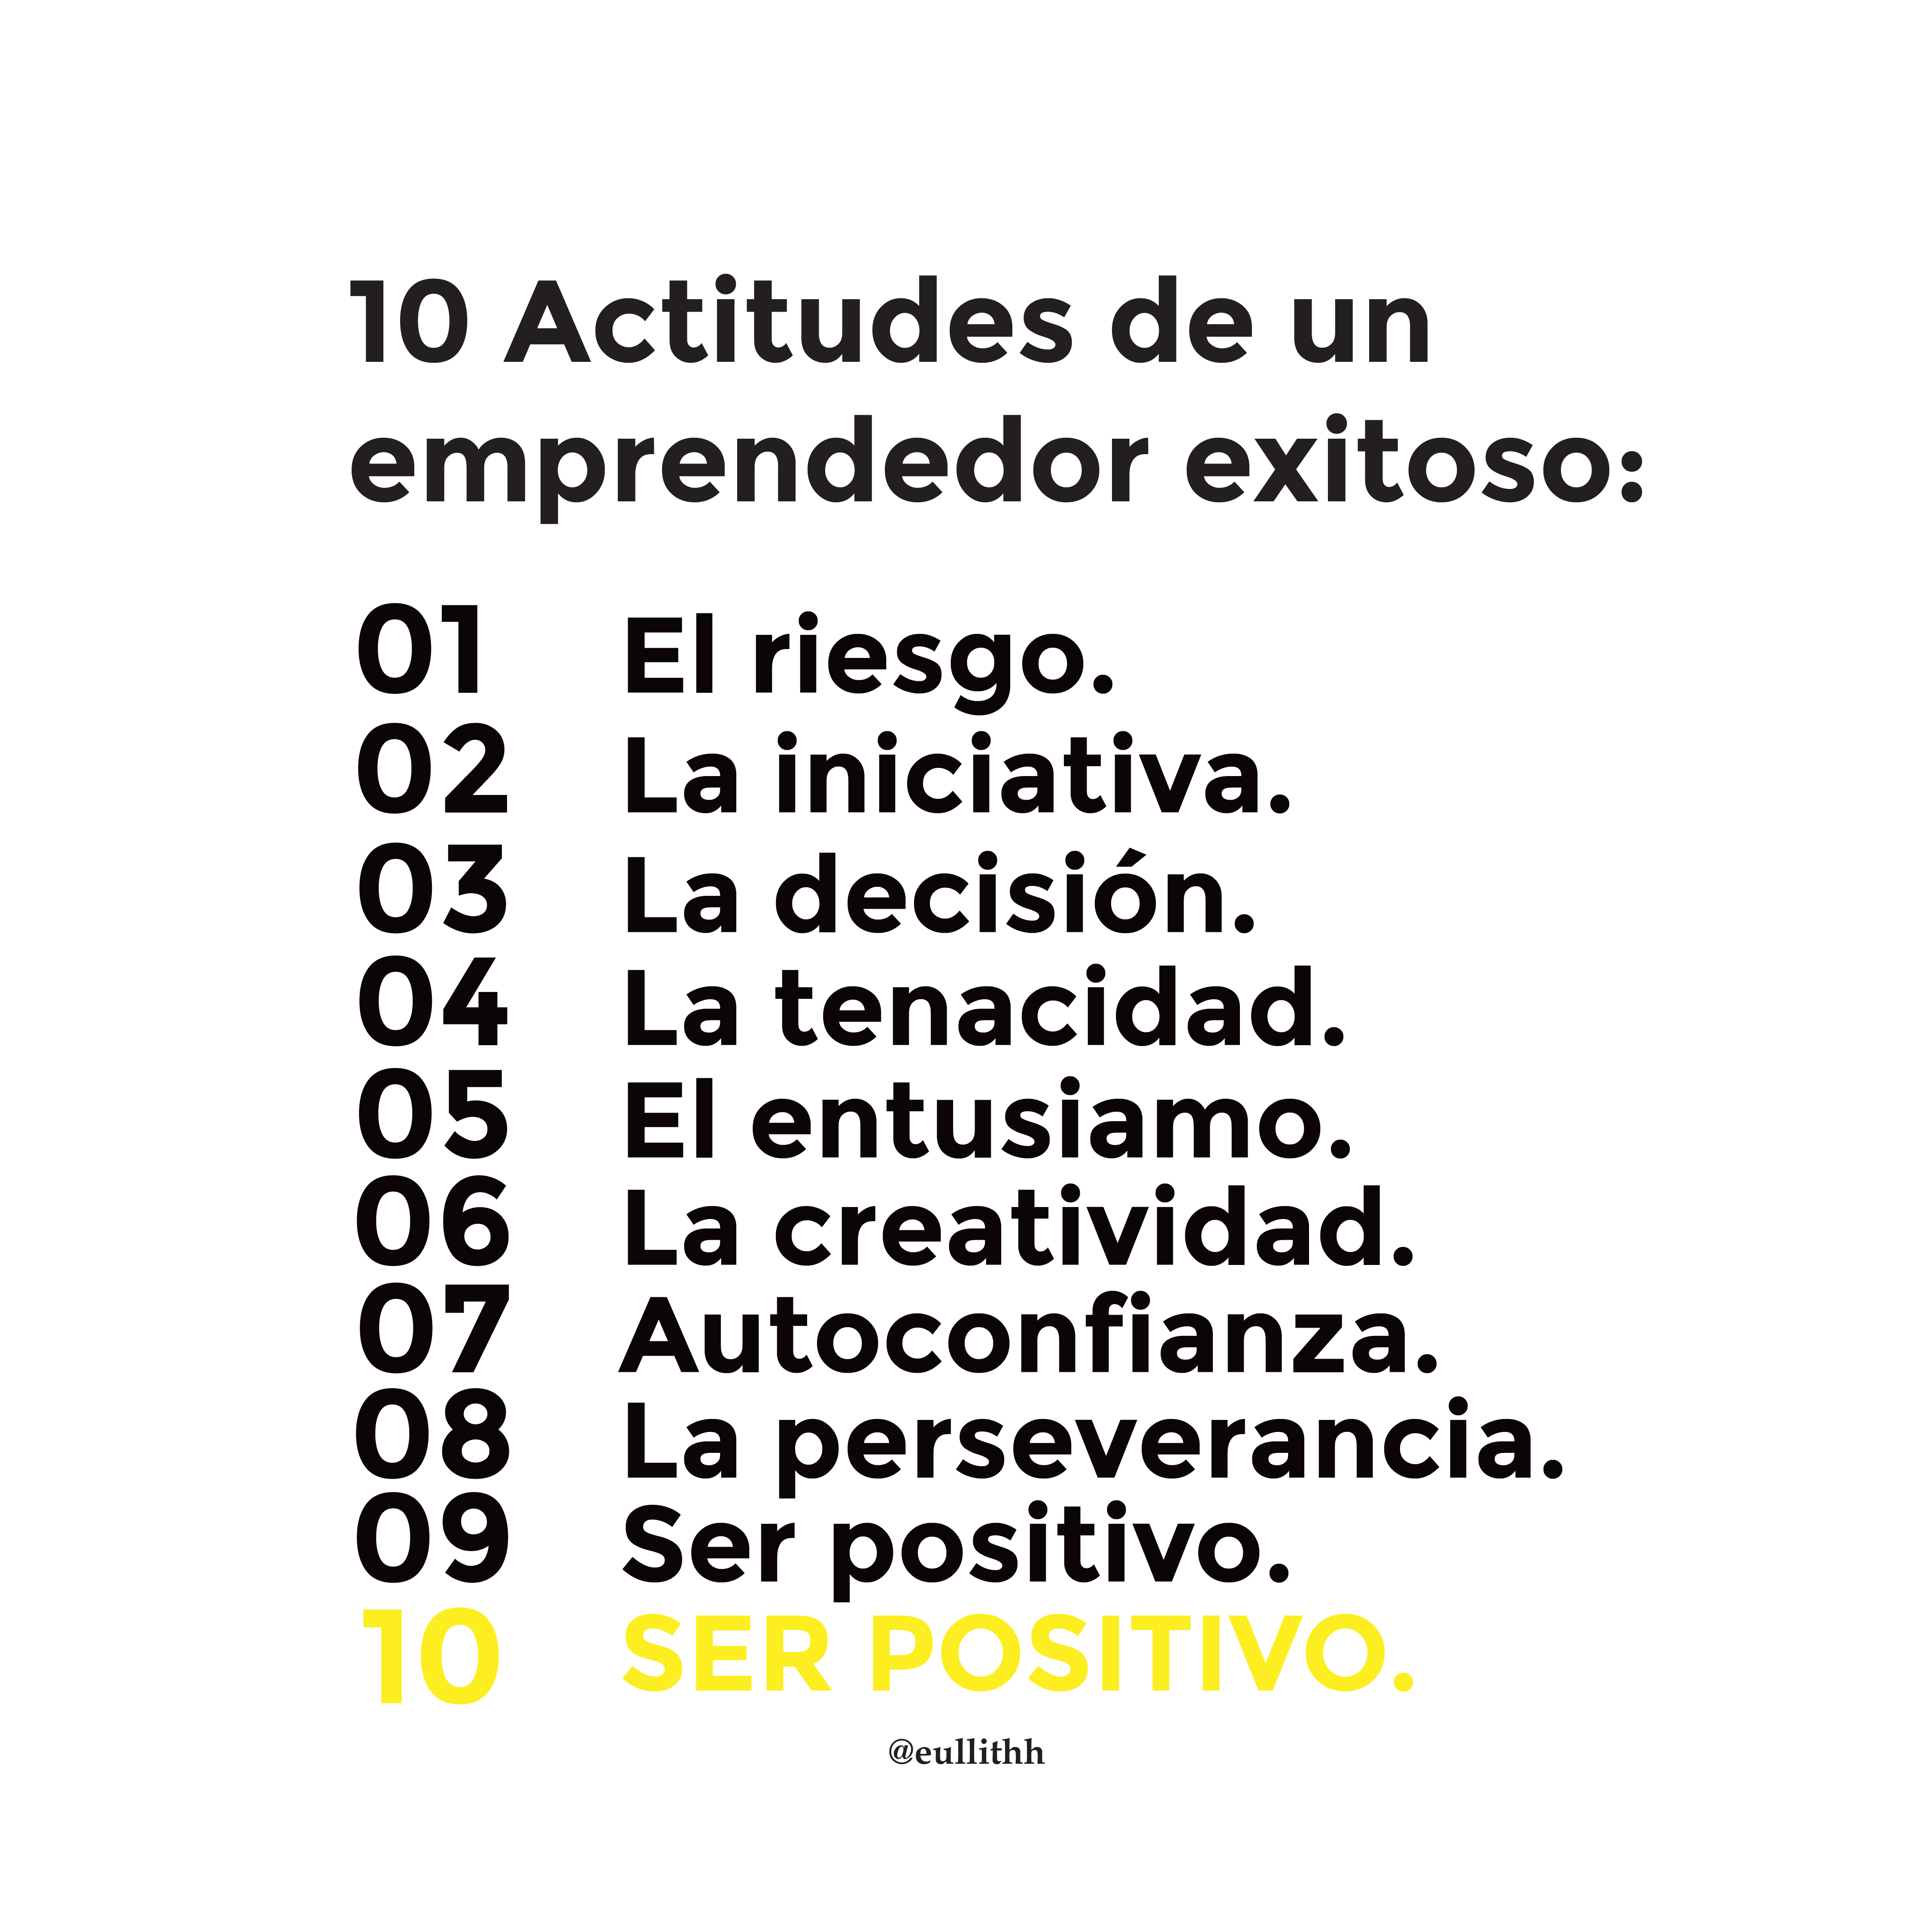 10 Actitudes de un
emprendedor exitoso:
01 El riesgo.
02 La iniciativa.
03 La decisión.
04 La tenacidad.
05 El entusiamo.
06 La creatividad.
07 Autoconfianza.
08 La perseverancia.
09 Ser positivo.
10 SER POSITIVO.
@eullithh